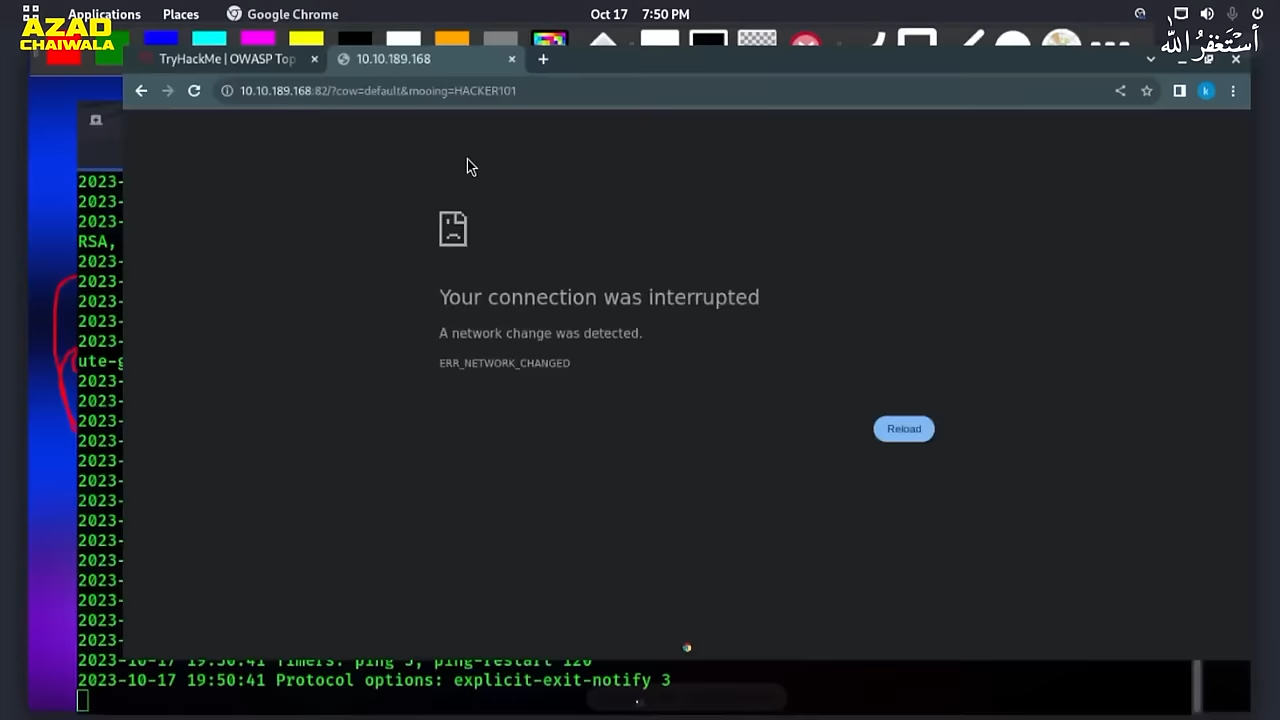 Applications Places Google Chrome Oct 17 7:50 PM
AZAD
CHAIWALA
أستغفر الله
TryHackMe | OWASP Top
10.10.189.168
10.10.189.168:82/?cow=default&mooing=HACKER101
k
2023-
2023-
2023-
RSA,
2023-
2023-
2023-
2023-
2023-
ute-g
2023-
2023-
2023-
2023-
2023-
2023-
2023-
2023-
2023-
2023-
2023-
2023-
2023-
2023-
Your connection was interrupted
A network change was detected.
ERR_NETWORK_CHANGED
Reload
2023-10-17 19:50:41 Timers: ping 5, ping-restart 120
2023-10-17 19:50:41 Protocol options: explicit-exit-notify 3